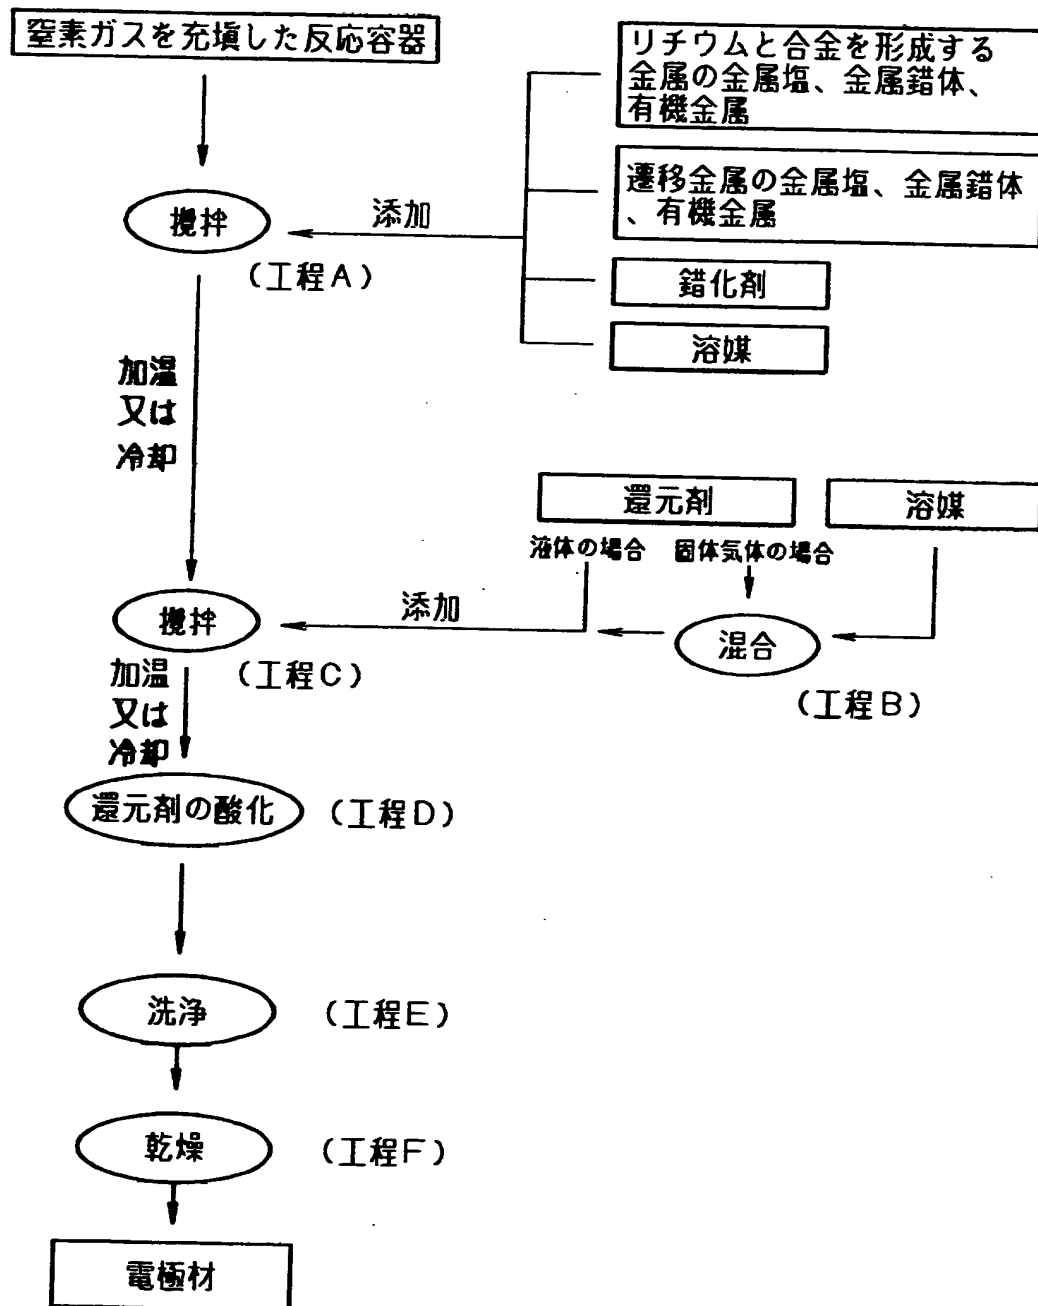 窒素ガスを充填した反応容器
リチウムと合金を形成する
金属の金属塩、金属錯体、
有機金属
遷移金属の金属塩、金属錯体
、有機金属
攪拌
添加
(工程A)
錯化剤
溶媒
加温
又は
冷却
還元剤
溶媒
液体の場合
固体気体の場合
攪拌
添加
混合
(工程C)
(工程B)
加温
又は
冷却
還元剤の酸化
(工程D)
洗浄
(工程E)
乾燥
(工程F)
電極材